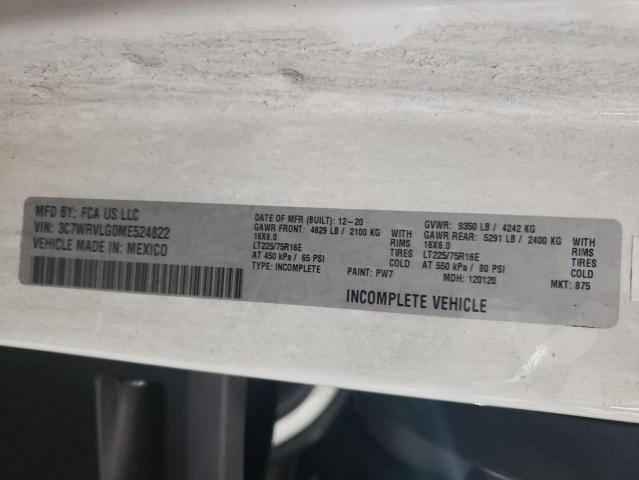 MFD BY: FCA US LLC
VIN: 3C7WRVLG0ME524822
VEHICLE MADE IN: MEXICO
DATE OF MFR (BUILT): 12-20
GAWR FRONT: 4629 LB / 2100 KG WITH
16X6.0 RIMS
LT225/75R16E TIRES
AT 450 kPa / 65 PSI COLD
TYPE: INCOMPLETE
PAINT: PW7
GVWR: 9350 LB / 4242 KG
GAWR REAR: 5291 LB / 2400 KG WITH
16X6.0 RIMS
LT225/75R16E TIRES
AT 550 kPa / 80 PSI COLD
MDH: 120120
MKT: 875
INCOMPLETE VEHICLE